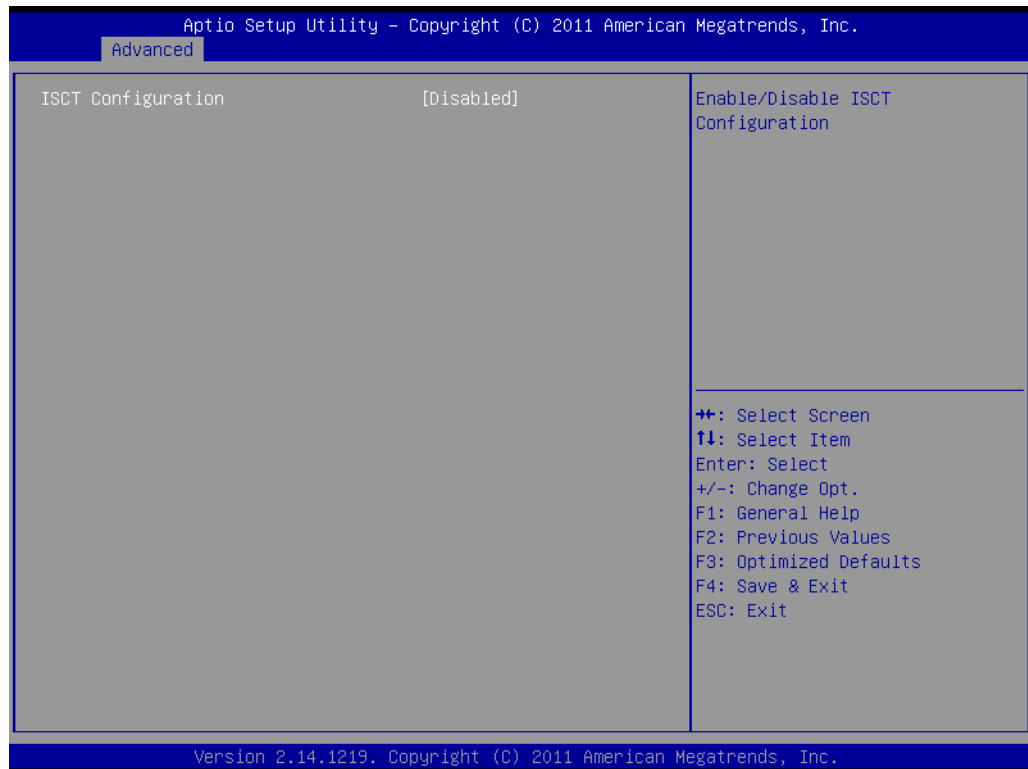 Aptio Setup Utility – Copyright (C) 2011 American Megatrends, Inc.
Advanced
ISCT Configuration [Disabled]
Enable/Disable ISCT
Configuration
→←: Select Screen
↑↓: Select Item
Enter: Select
+/-: Change Opt.
F1: General Help
F2: Previous Values
F3: Optimized Defaults
F4: Save & Exit
ESC: Exit
Version 2.14.1219. Copyright (C) 2011 American Megatrends, Inc.